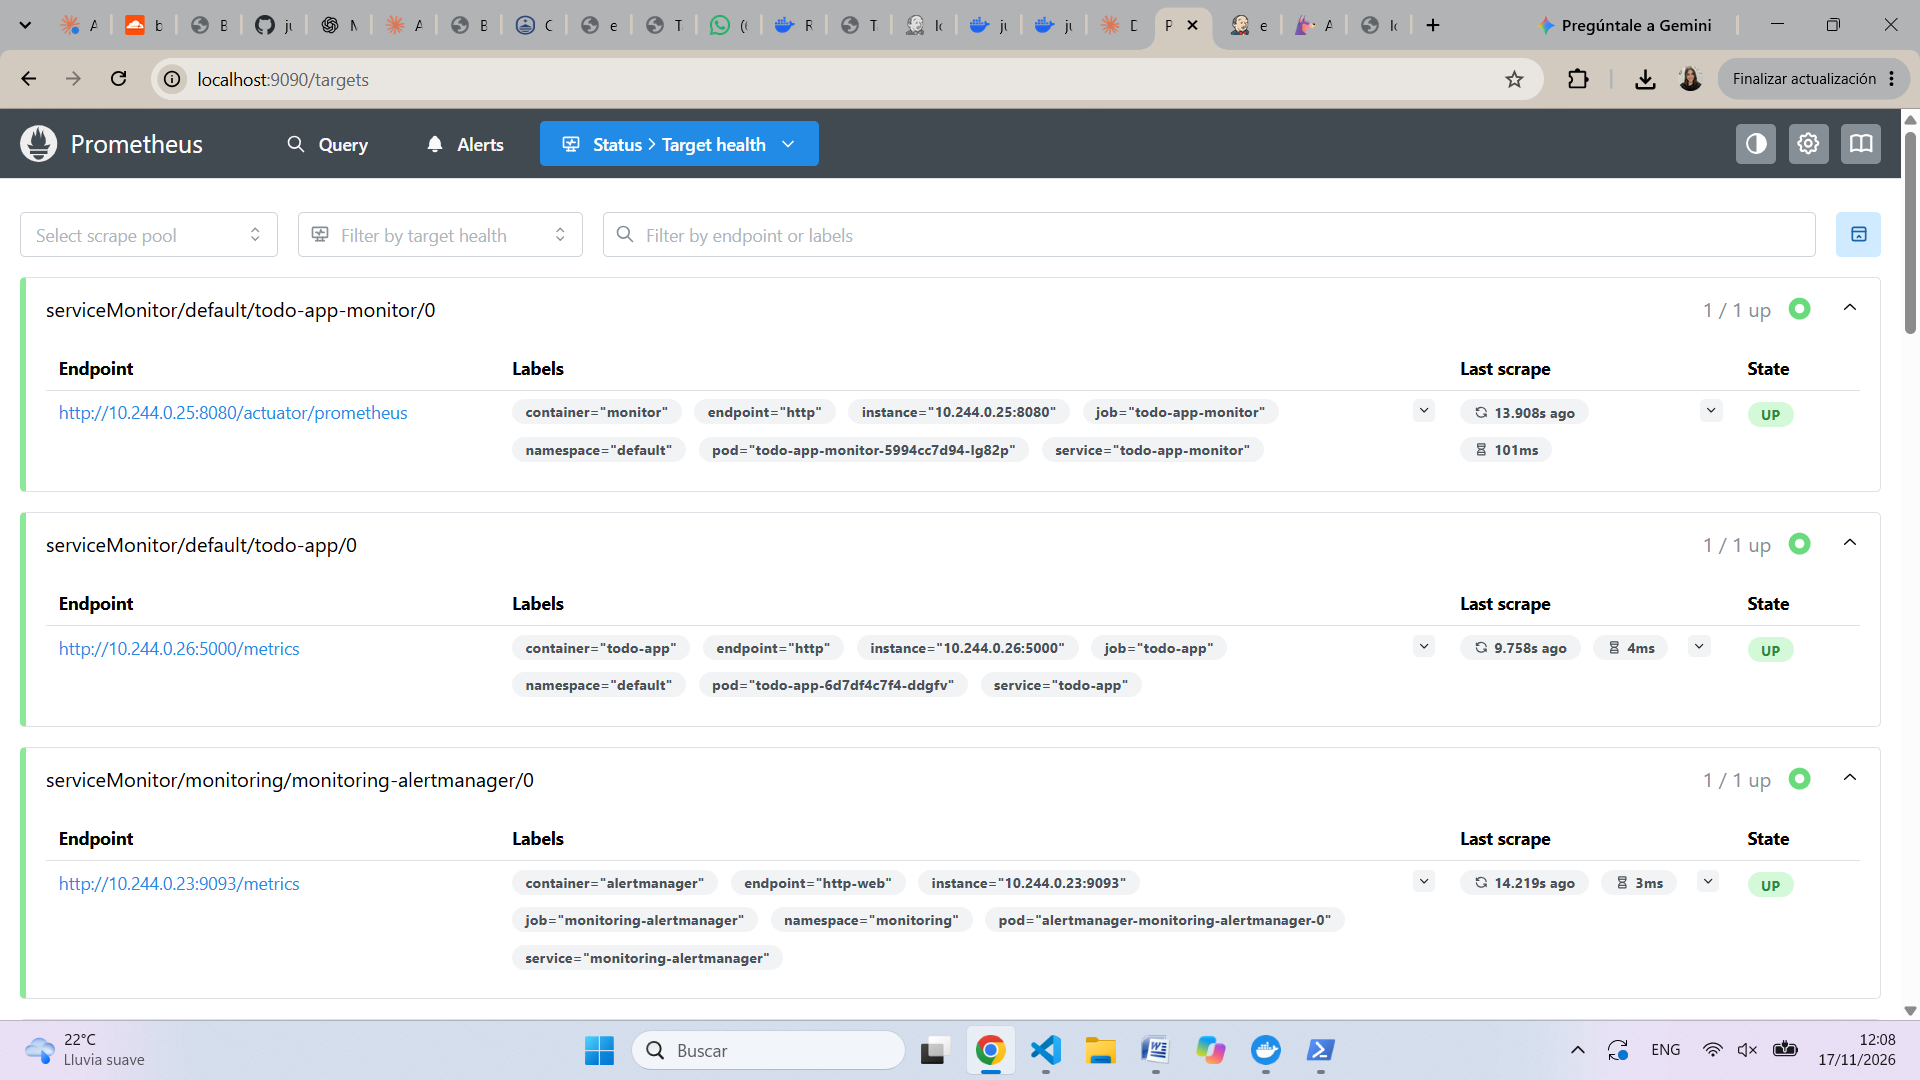 Pregúntale a Gemini
localhost:9090/targets
Finalizar actualización
Prometheus
Query
Alerts
Status > Target health
Select scrape pool
Filter by target health
Filter by endpoint or labels
serviceMonitor/default/todo-app-monitor/0
1 / 1 up
Endpoint Labels Last scrape State
http://10.244.0.25:8080/actuator/prometheus container="monitor" endpoint="http" instance="10.244.0.25:8080" job="todo-app-monitor" 13.908s ago UP
namespace="default" pod="todo-app-monitor-5994cc7d94-lg82p" service="todo-app-monitor" 101ms
serviceMonitor/default/todo-app/0
1 / 1 up
Endpoint Labels Last scrape State
http://10.244.0.26:5000/metrics container="todo-app" endpoint="http" instance="10.244.0.26:5000" job="todo-app" 9.758s ago 4ms UP
namespace="default" pod="todo-app-6d7df4c7f4-ddgfv" service="todo-app"
serviceMonitor/monitoring/monitoring-alertmanager/0
1 / 1 up
Endpoint Labels Last scrape State
http://10.244.0.23:9093/metrics container="alertmanager" endpoint="http-web" instance="10.244.0.23:9093" 14.219s ago 3ms UP
job="monitoring-alertmanager" namespace="monitoring" pod="alertmanager-monitoring-alertmanager-0"
service="monitoring-alertmanager"
22°C
Lluvia suave
Buscar
ENG
12:08
17/11/2026